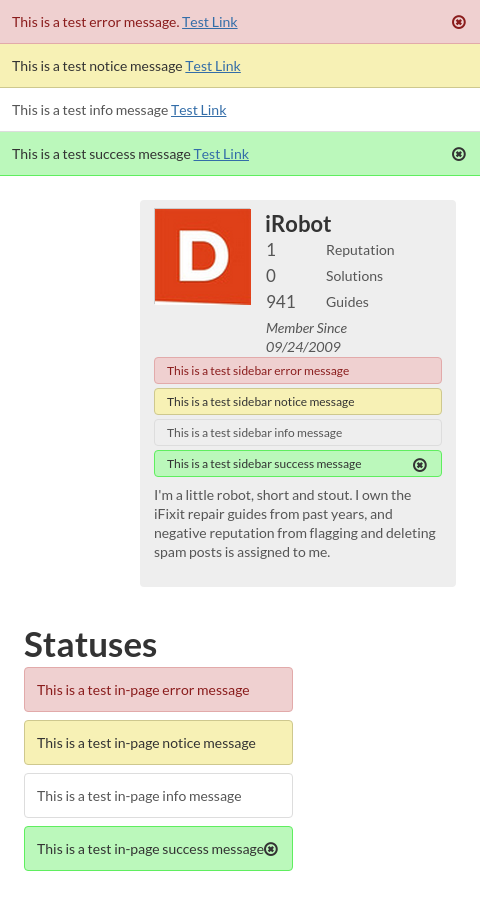 This is a test error message. Test Link
This is a test notice message Test Link
This is a test info message Test Link
This is a test success message Test Link
D
iRobot
1 Reputation
0 Solutions
941 Guides
Member Since
09/24/2009
This is a test sidebar error message
This is a test sidebar notice message
This is a test sidebar info message
This is a test sidebar success message
I'm a little robot, short and stout. I own the
iFixit repair guides from past years, and
negative reputation from flagging and deleting
spam posts is assigned to me.
Statuses
This is a test in-page error message
This is a test in-page notice message
This is a test in-page info message
This is a test in-page success message